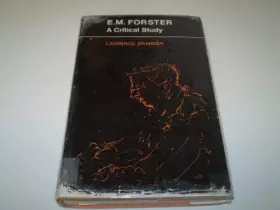 E.M. FORSTER
A Critical Study
LAURENCE BRANDER